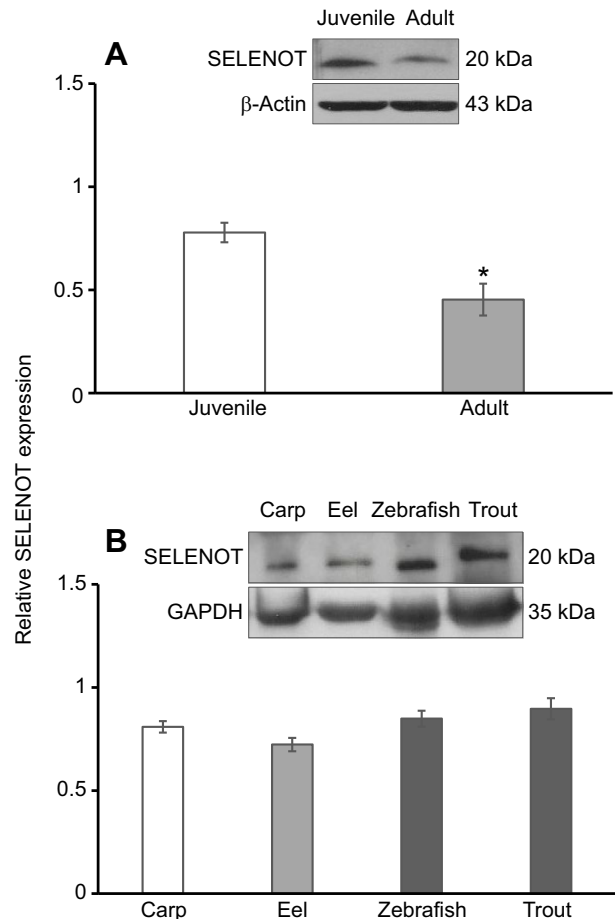 Juvenile Adult
A
SELENOT 20 kDa
β-Actin 43 kDa
1.5
1
0.5
*
0
Juvenile Adult
Relative SELENOT expression
Carp Eel Zebrafish Trout
B
SELENOT 20 kDa
GAPDH 35 kDa
1.5
1
0.5
0
Carp Eel Zebrafish Trout